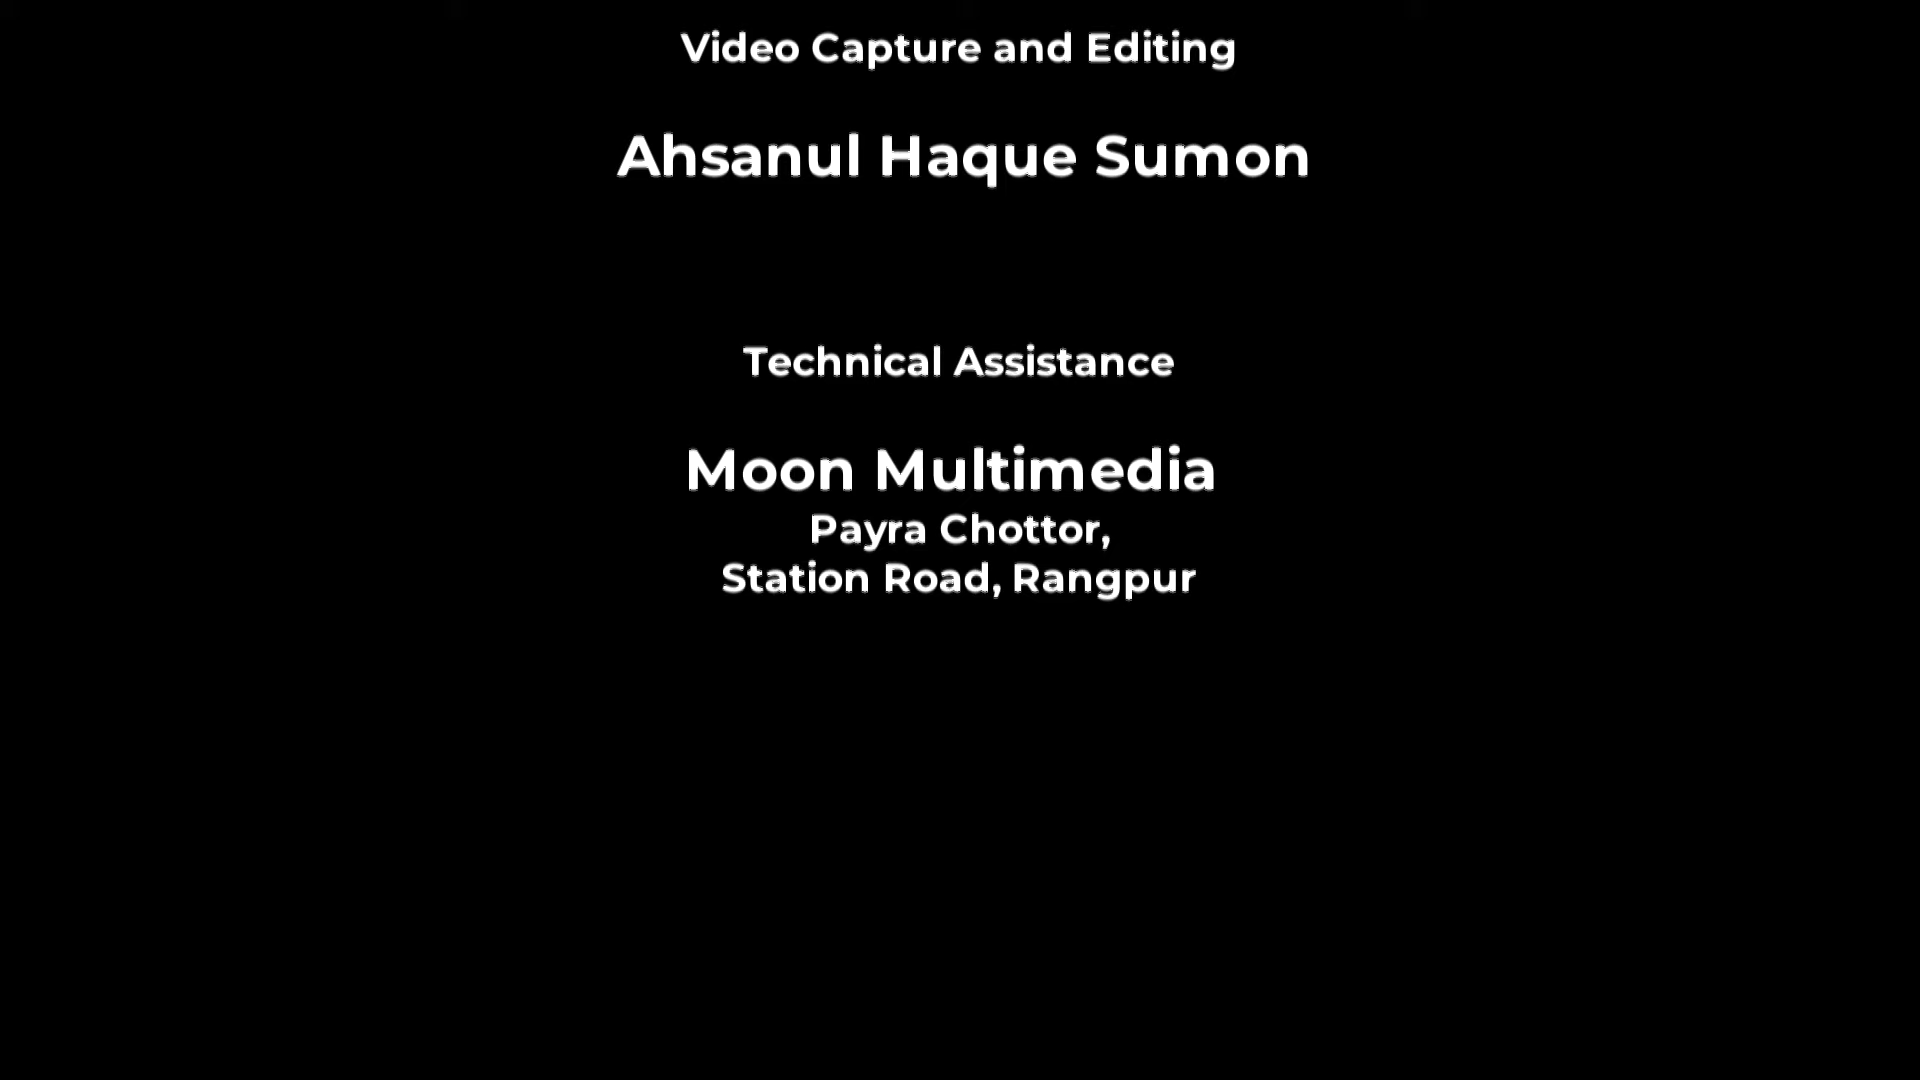 Video Capture and Editing
Ahsanul Haque Sumon
Technical Assistance
Moon Multimedia
Payra Chottor,
Station Road, Rangpur